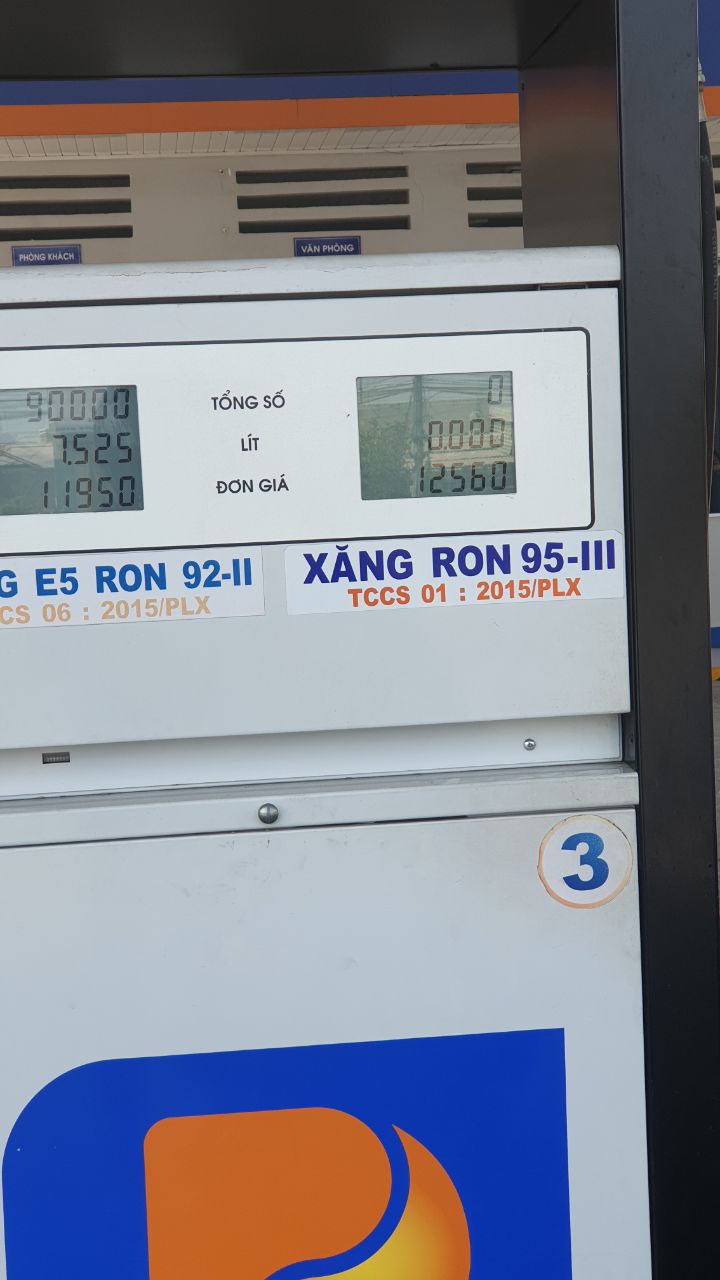 PHÒNG KHÁCH
VĂN PHÒNG
90000 TỔNG SỐ 0
7.525 LÍT 0.000
11950 ĐƠN GIÁ 12560
G E5 RON 92-II
CS 06 : 2015/PLX
XĂNG RON 95-III
TCCS 01 : 2015/PLX
3